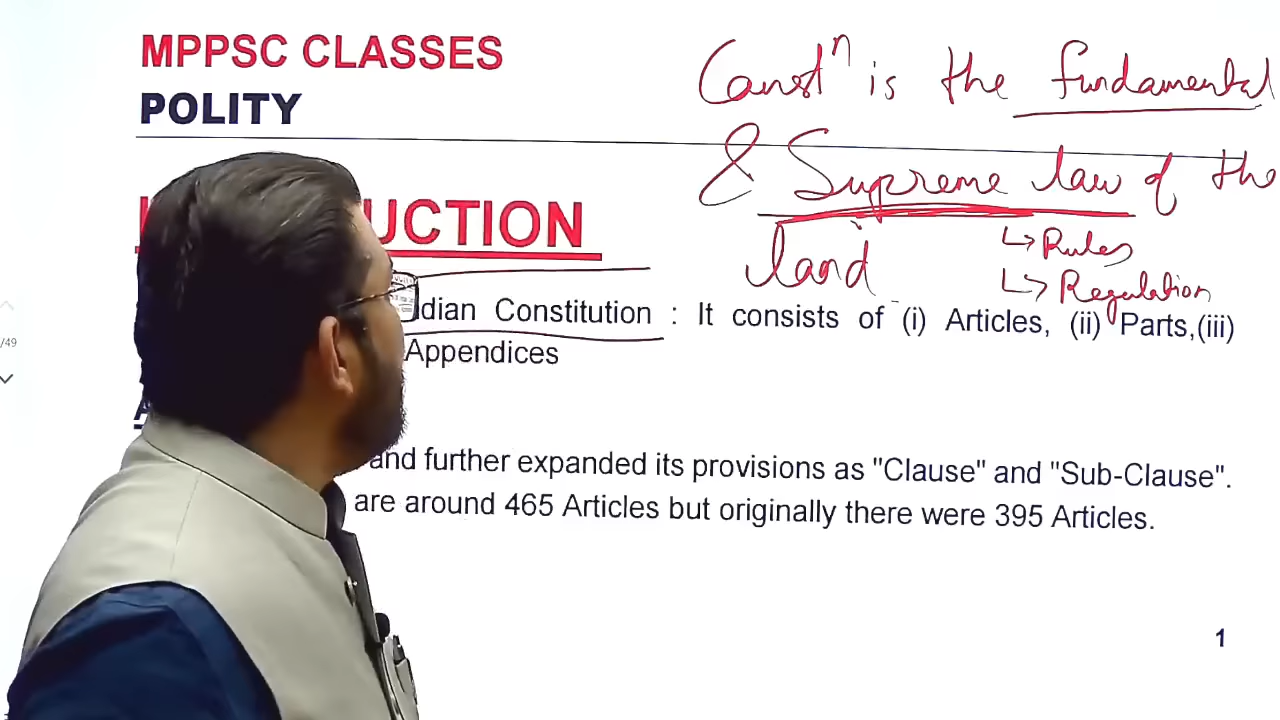 MPPSC CLASSES
POLITY
Constⁿ is the fundamental
& Supreme law of the
land
↳ Rules
↳ Regulation
UCTION
dian Constitution : It consists of (i) Articles, (ii) Parts,(iii)
Appendices
and further expanded its provisions as "Clause" and "Sub-Clause".
are around 465 Articles but originally there were 395 Articles.
/49
1